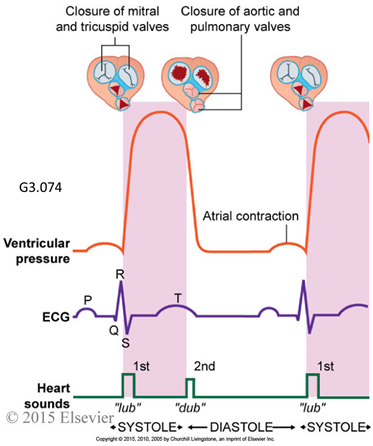 Closure of mitral
and tricuspid valves
Closure of aortic and
pulmonary valves
G3.074
Atrial contraction
Ventricular
pressure
R
P
T
ECG
Q
S
1st
2nd
1st
Heart
sounds
"lub"
"dub"
"lub"
© 2015 Elsevier
SYSTOLE
DIASTOLE
SYSTOLE
Copyright © 2015, 2010, 2005 by Churchill Livingstone, an imprint of Elsevier Inc.